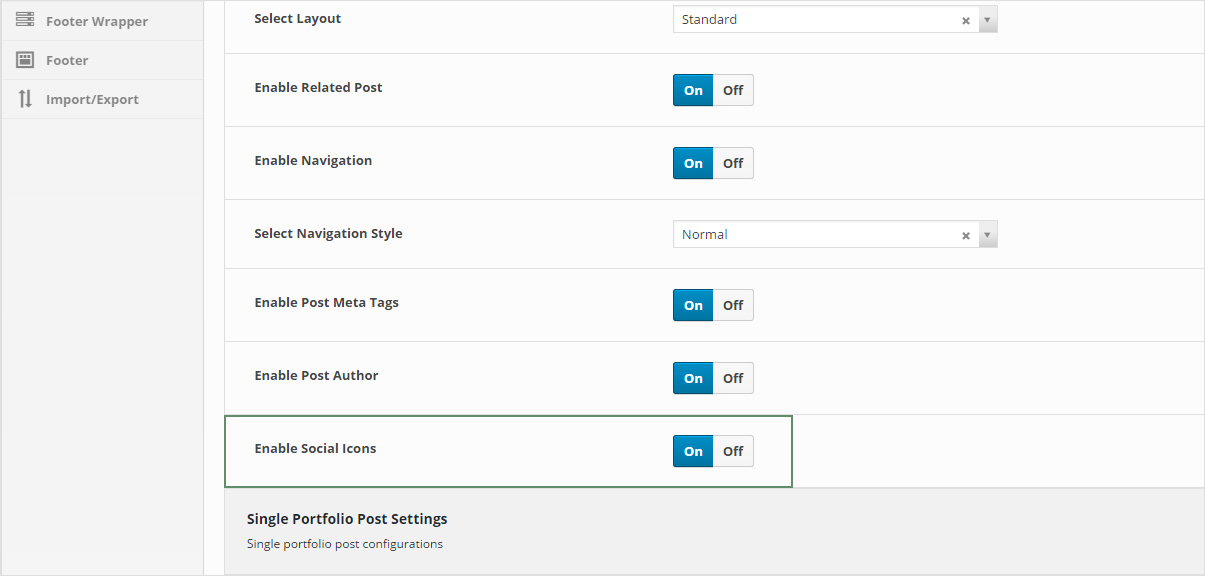 Footer Wrapper
Footer
Import/Export
Select Layout
Standard
Enable Related Post
On Off
Enable Navigation
On Off
Select Navigation Style
Normal
Enable Post Meta Tags
On Off
Enable Post Author
On Off
Enable Social Icons
On Off
Single Portfolio Post Settings
Single portfolio post configurations